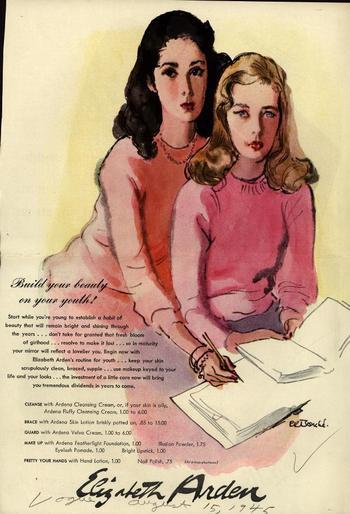 Build your beauty
on your youth!
Start while you're young to establish a habit of
beauty that will remain bright and shining through
the years . . . don't take for granted that fresh bloom
of girlhood . . . resolve to make it last . . . so in maturity
your mirror will reflect a lovelier you. Begin now with
Elizabeth Arden's routine for youth . . . keep your skin
scrupulously clean, braced, supple . . . use makeup keyed to your
life and your looks . . . the investment of a little care now will bring
you tremendous dividends in years to come.
CLEANSE with Ardena Cleansing Cream, or, if your skin is oily,
Ardena Fluffy Cleansing Cream, 1.00 to 6.00
BRACE with Ardena Skin Lotion briskly patted on, .85 to 15.00
GUARD with Ardena Velva Cream, 1.00 to 6.00
MAKE UP with Ardena Featherlight Foundation, 1.00 Illusion Powder, 1.75
Eyelash Pomade, 1.00 Bright Lipstick, 1.00
PRETTY YOUR HANDS with Hand Lotion, 1.00 Nail Polish, .75
Elizabeth Arden
Vogue August 15, 1945